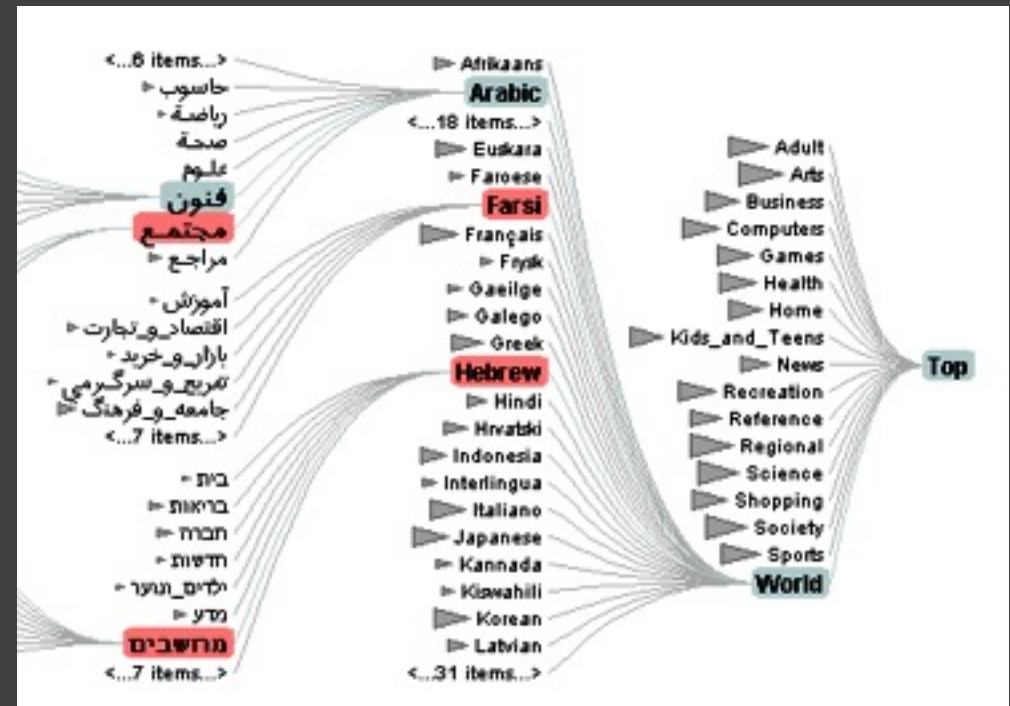 <...6 items...>
حاسوب
رياضة
صحة
علوم
فنون
مجتمع
مراجع
آموزش
اقتصاد_و_تجارت
بازار_و_خرید
تفریح_و_سرگرمی
جامعه_و_فرهنگ
<...7 items...>
בית
בריאות
חברה
חדשות
ילדים_ונוער
מדע
מחשבים
<...7 items...>
Afrikaans
Arabic
<...18 items...>
Euskara
Faroese
Farsi
Français
Frysk
Gaeilge
Galego
Greek
Hebrew
Hindi
Hrvatski
Indonesia
Interlingua
Italiano
Japanese
Kannada
Kiswahili
Korean
Latvian
<...31 items...>
Adult
Arts
Business
Computers
Games
Health
Home
Kids_and_Teens
News
Recreation
Reference
Regional
Science
Shopping
Society
Sports
World
Top